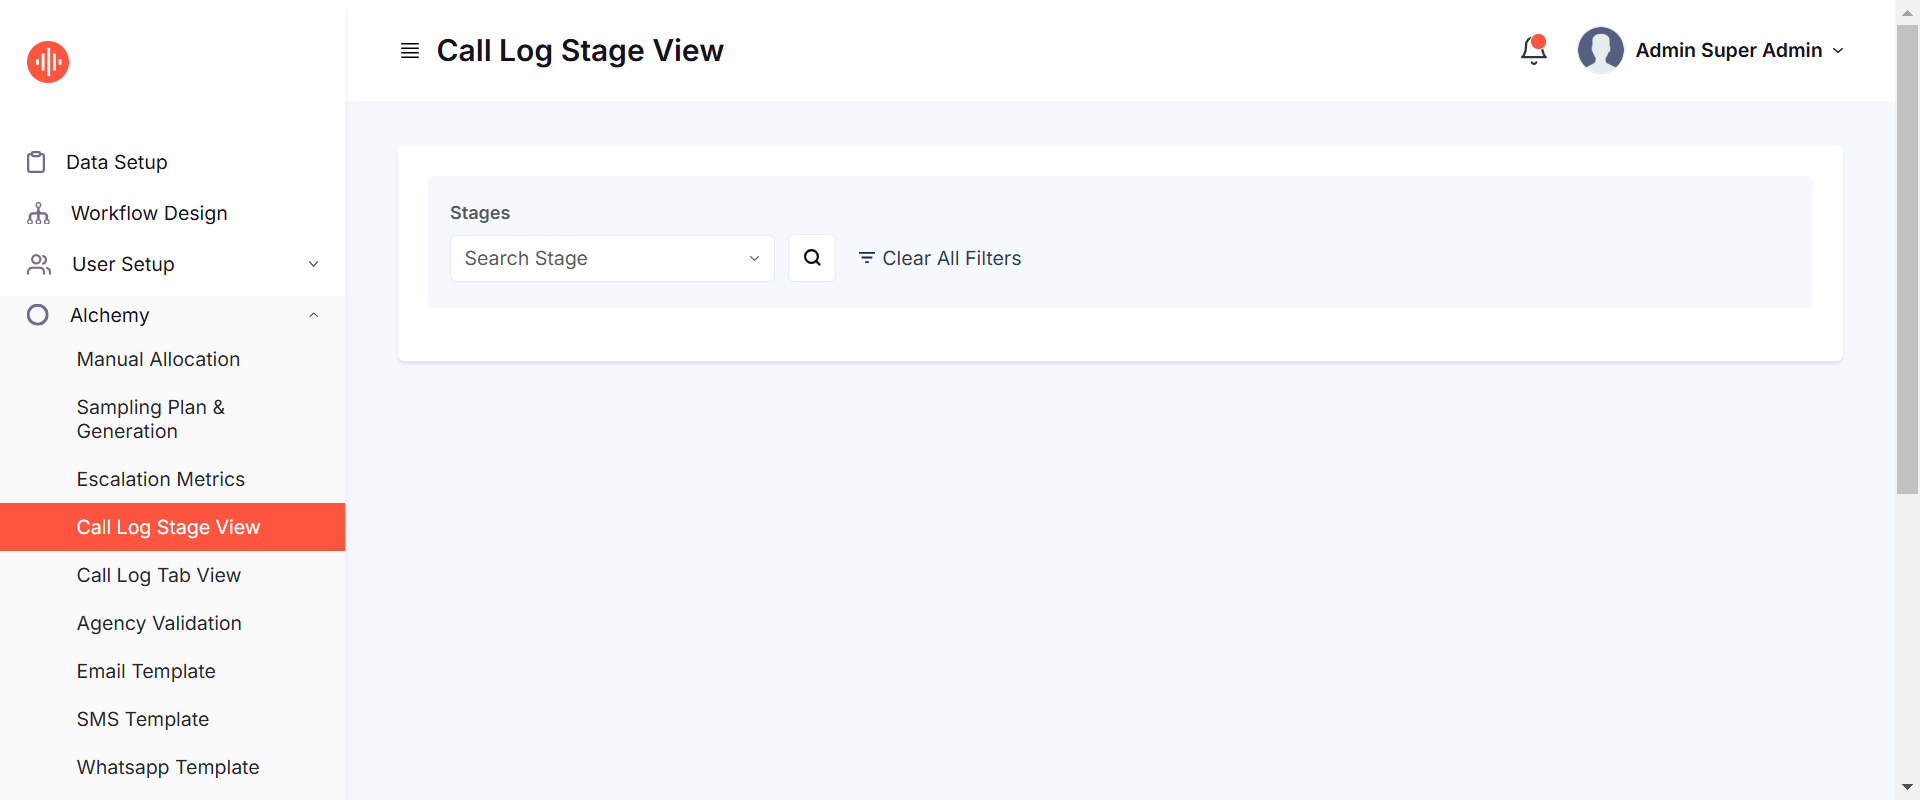 Call Log Stage View
Admin Super Admin
Data Setup
Workflow Design
User Setup
Alchemy
Manual Allocation
Sampling Plan &
Generation
Escalation Metrics
Call Log Stage View
Call Log Tab View
Agency Validation
Email Template
SMS Template
Whatsapp Template
Stages
Search Stage
Clear All Filters